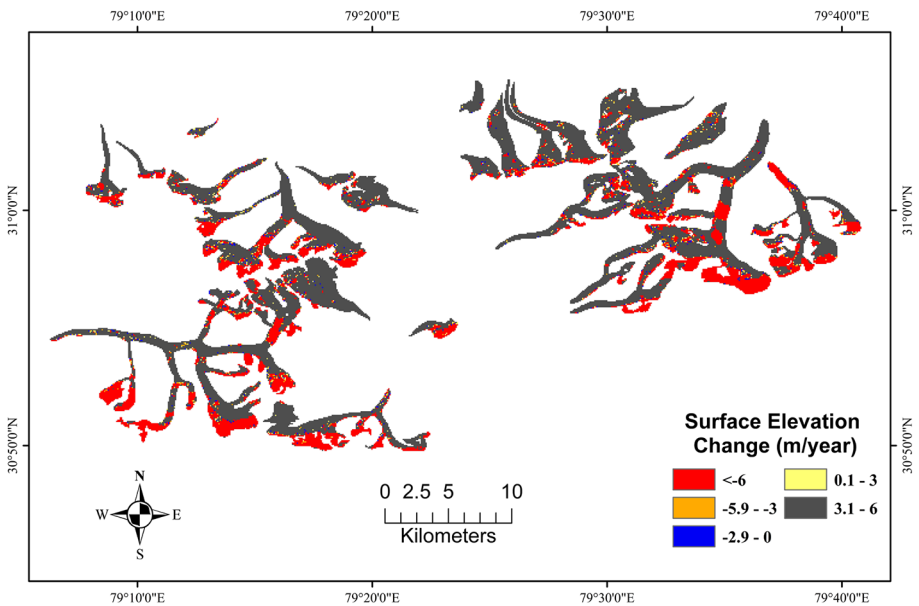 79°10'0"E 79°20'0"E 79°30'0"E 79°40'0"E
31°0'0"N 31°0'0"N
30°50'0"N 30°50'0"N
Surface Elevation
Change (m/year)
<-6 0.1 - 3
-5.9 - -3 3.1 - 6
-2.9 - 0
N
W E
S
0 2.5 5 10
Kilometers
79°10'0"E 79°20'0"E 79°30'0"E 79°40'0"E